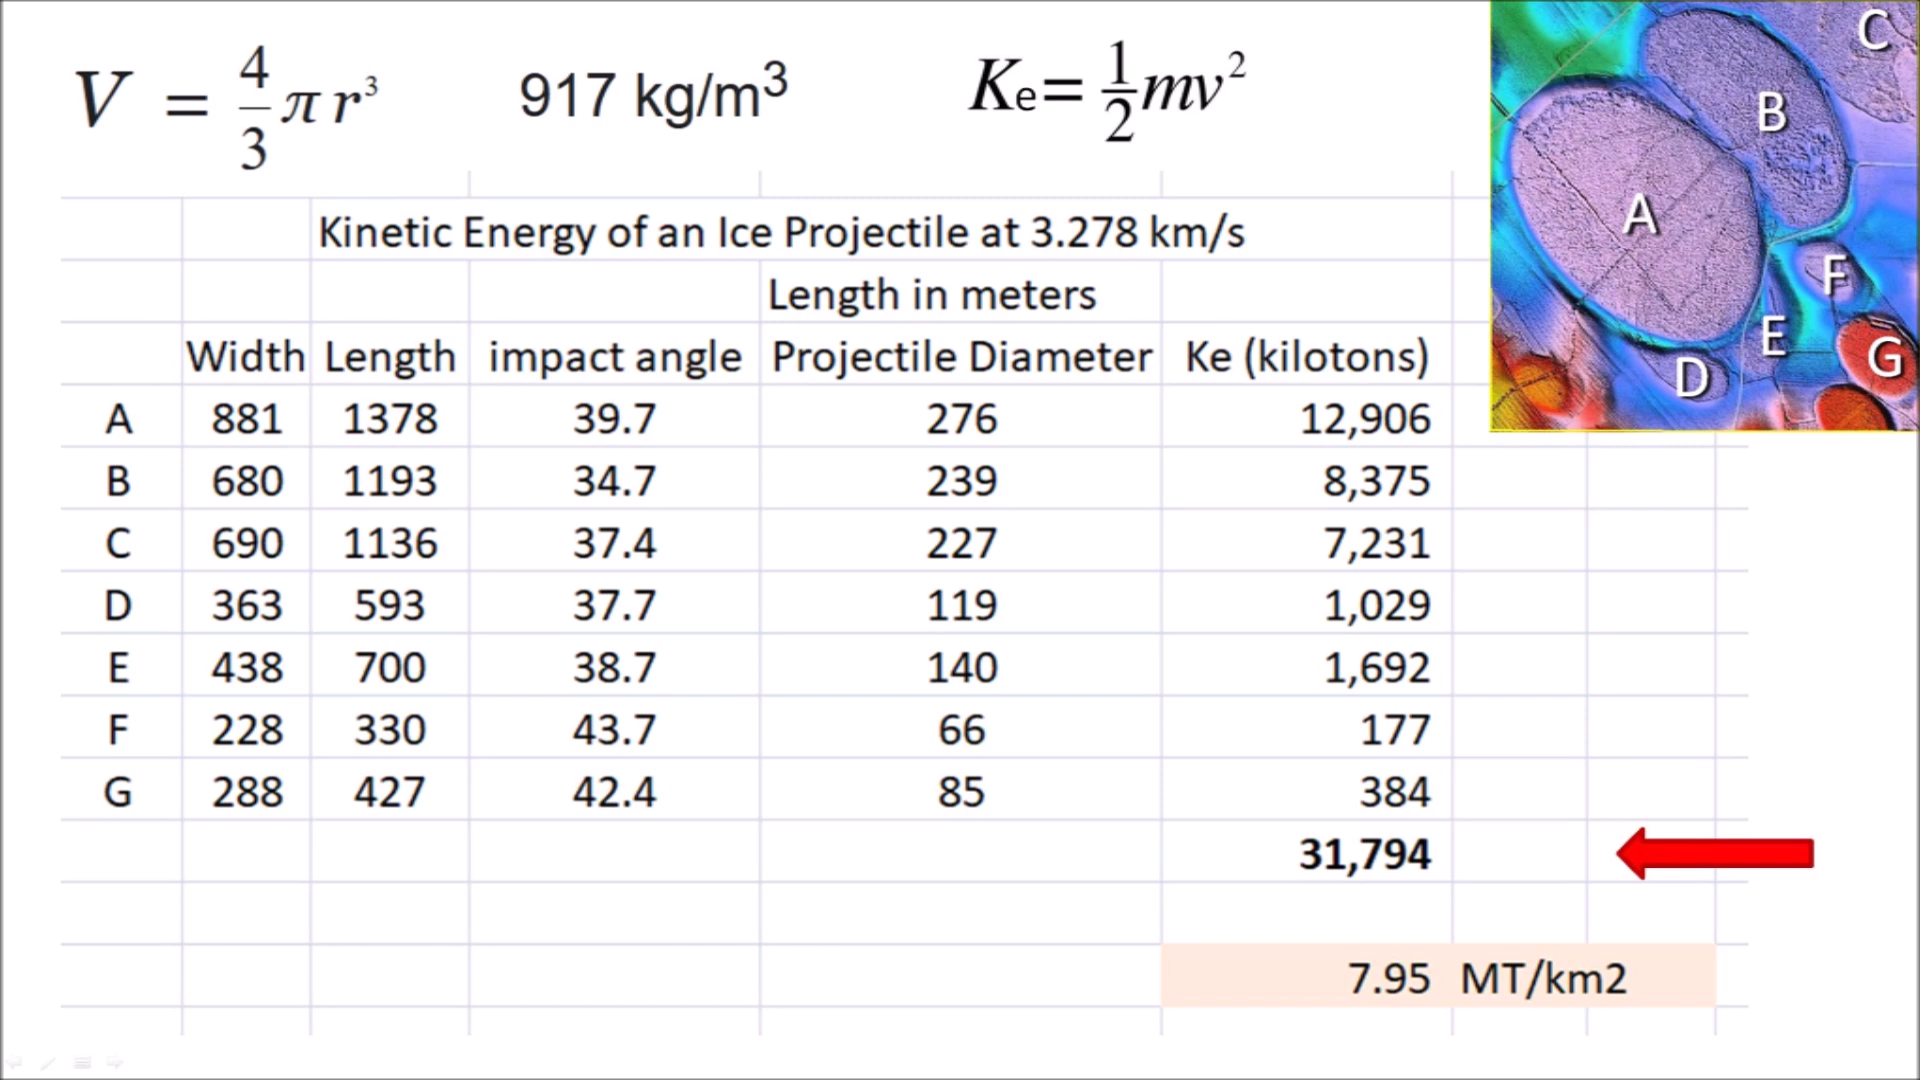 V = 4/3 π r³
917 kg/m³
Ke= 1/2 mv²
Kinetic Energy of an Ice Projectile at 3.278 km/s
Length in meters
Width Length impact angle Projectile Diameter Ke (kilotons)
A 881 1378 39.7 276 12,906
B 680 1193 34.7 239 8,375
C 690 1136 37.4 227 7,231
D 363 593 37.7 119 1,029
E 438 700 38.7 140 1,692
F 228 330 43.7 66 177
G 288 427 42.4 85 384
31,794
7.95 MT/km2
C
B
A
F
E
G
D